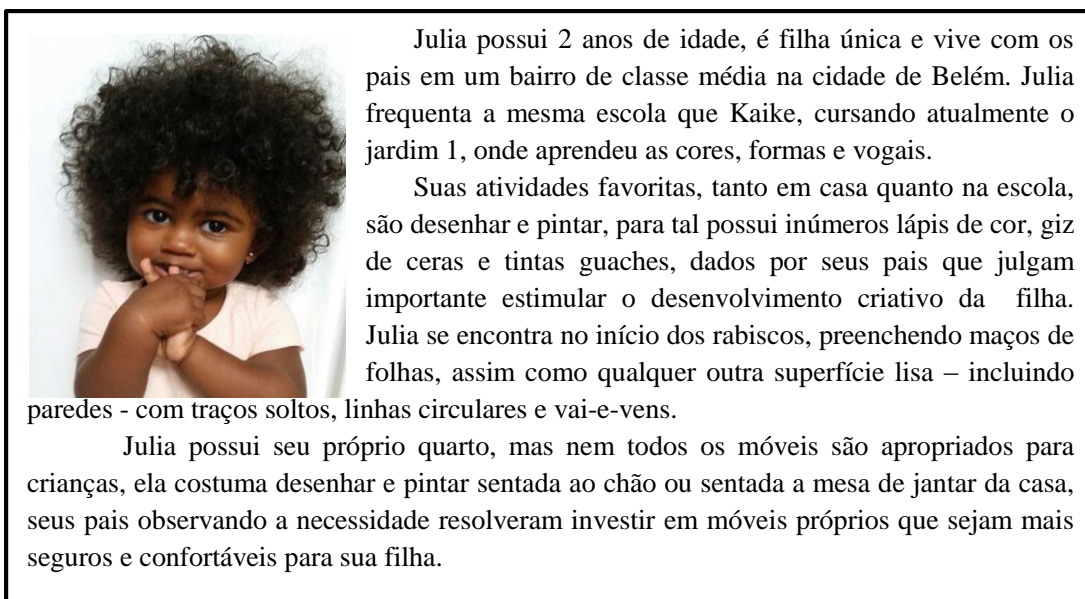 Julia possui 2 anos de idade, é filha única e vive com os
pais em um bairro de classe média na cidade de Belém. Julia
frequenta a mesma escola que Kaike, cursando atualmente o
jardim 1, onde aprendeu as cores, formas e vogais.
Suas atividades favoritas, tanto em casa quanto na escola,
são desenhar e pintar, para tal possui inúmeros lápis de cor, giz
de ceras e tintas guaches, dados por seus pais que julgam
importante estimular o desenvolvimento criativo da filha.
Julia se encontra no início dos rabiscos, preenchendo maços de
folhas, assim como qualquer outra superfície lisa – incluindo
paredes - com traços soltos, linhas circulares e vai-e-vens.
Julia possui seu próprio quarto, mas nem todos os móveis são apropriados para
crianças, ela costuma desenhar e pintar sentada ao chão ou sentada a mesa de jantar da casa,
seus pais observando a necessidade resolveram investir em móveis próprios que sejam mais
seguros e confortáveis para sua filha.